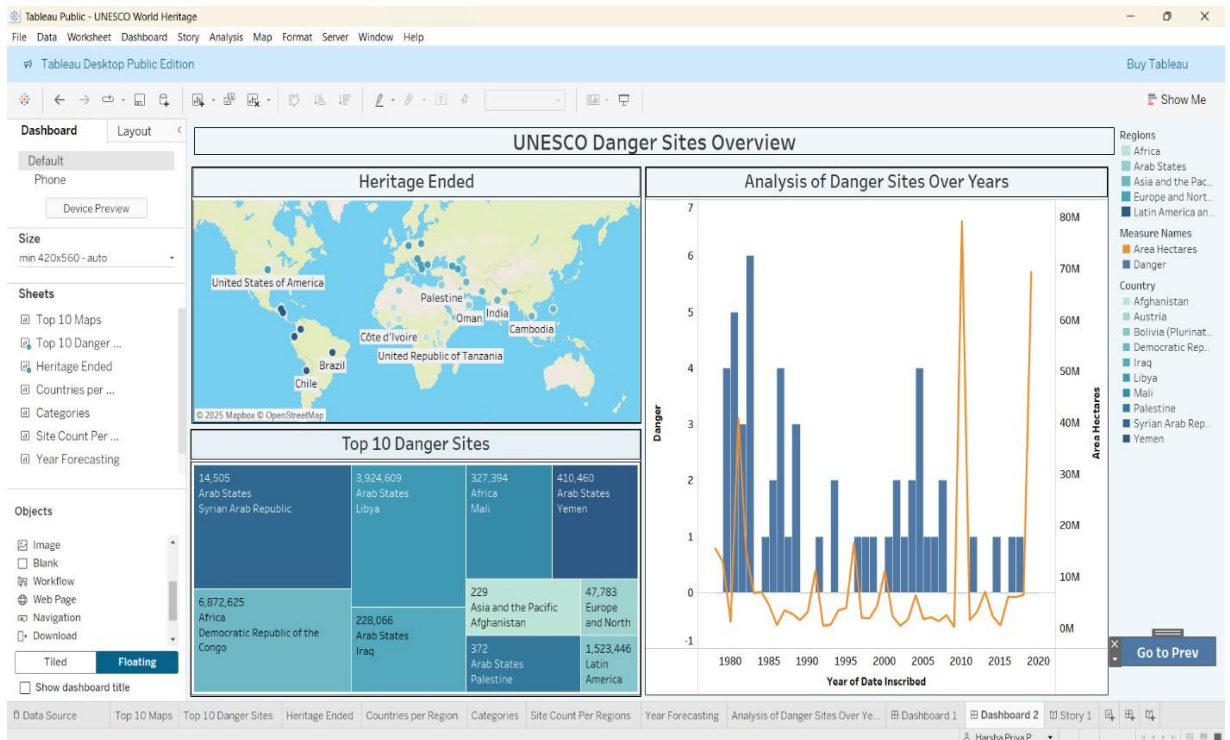 Tableau Public - UNESCO World Heritage
File Data Worksheet Dashboard Story Analysis Map Format Server Window Help
Tableau Desktop Public Edition
Buy Tableau
Show Me
Dashboard
Layout
Default
Phone
Device Preview
Size
min 420x560 - auto
Sheets
Top 10 Maps
Top 10 Danger ...
Heritage Ended
Countries per ...
Categories
Site Count Per ...
Year Forecasting
Objects
Image
Blank
Workflow
Web Page
Navigation
Download
Tiled
Floating
Show dashboard title
UNESCO Danger Sites Overview
Heritage Ended
United States of America
Palestine
Oman
India
Cambodia
Côte d'Ivoire
United Republic of Tanzania
Brazil
Chile
© 2025 Mapbox © OpenStreetMap
Top 10 Danger Sites
14,505
Arab States
Syrian Arab Republic
3,924,609
Arab States
Libya
327,394
Africa
Mali
410,460
Arab States
Yemen
6,872,625
Africa
Democratic Republic of the
Congo
228,066
Arab States
Iraq
229
Asia and the Pacific
Afghanistan
47,783
Europe
and North
372
Arab States
Palestine
1,523,446
Latin
America
Analysis of Danger Sites Over Years
7
6
5
4
3
2
1
0
-1
Danger
80M
70M
60M
50M
40M
30M
20M
10M
0M
Area Hectares
1980 1985 1990 1995 2000 2005 2010 2015 2020
Year of Date Inscribed
Regions
Africa
Arab States
Asia and the Pac..
Europe and Nort..
Latin America an..
Measure Names
Area Hectares
Danger
Country
Afghanistan
Austria
Bolivia (Plurinat..
Democratic Rep..
Iraq
Libya
Mali
Palestine
Syrian Arab Rep..
Yemen
Go to Prev
Data Source Top 10 Maps Top 10 Danger Sites Heritage Ended Countries per Region Categories Site Count Per Regions Year Forecasting Analysis of Danger Sites Over Ye... Dashboard 1 Dashboard 2 Story 1
Harsha Priya P